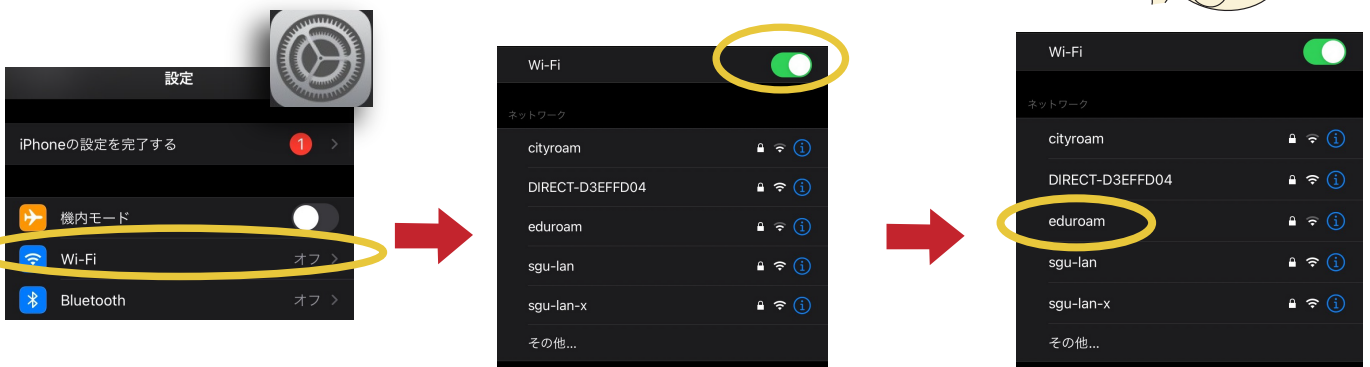 設定
iPhoneの設定を完了する 1
機内モード
Wi-Fi オフ
Bluetooth オフ
Wi-Fi
ネットワーク
cityroam
DIRECT-D3EFFD04
eduroam
sgu-lan
sgu-lan-x
その他...
Wi-Fi
ネットワーク
cityroam
DIRECT-D3EFFD04
eduroam
sgu-lan
sgu-lan-x
その他...